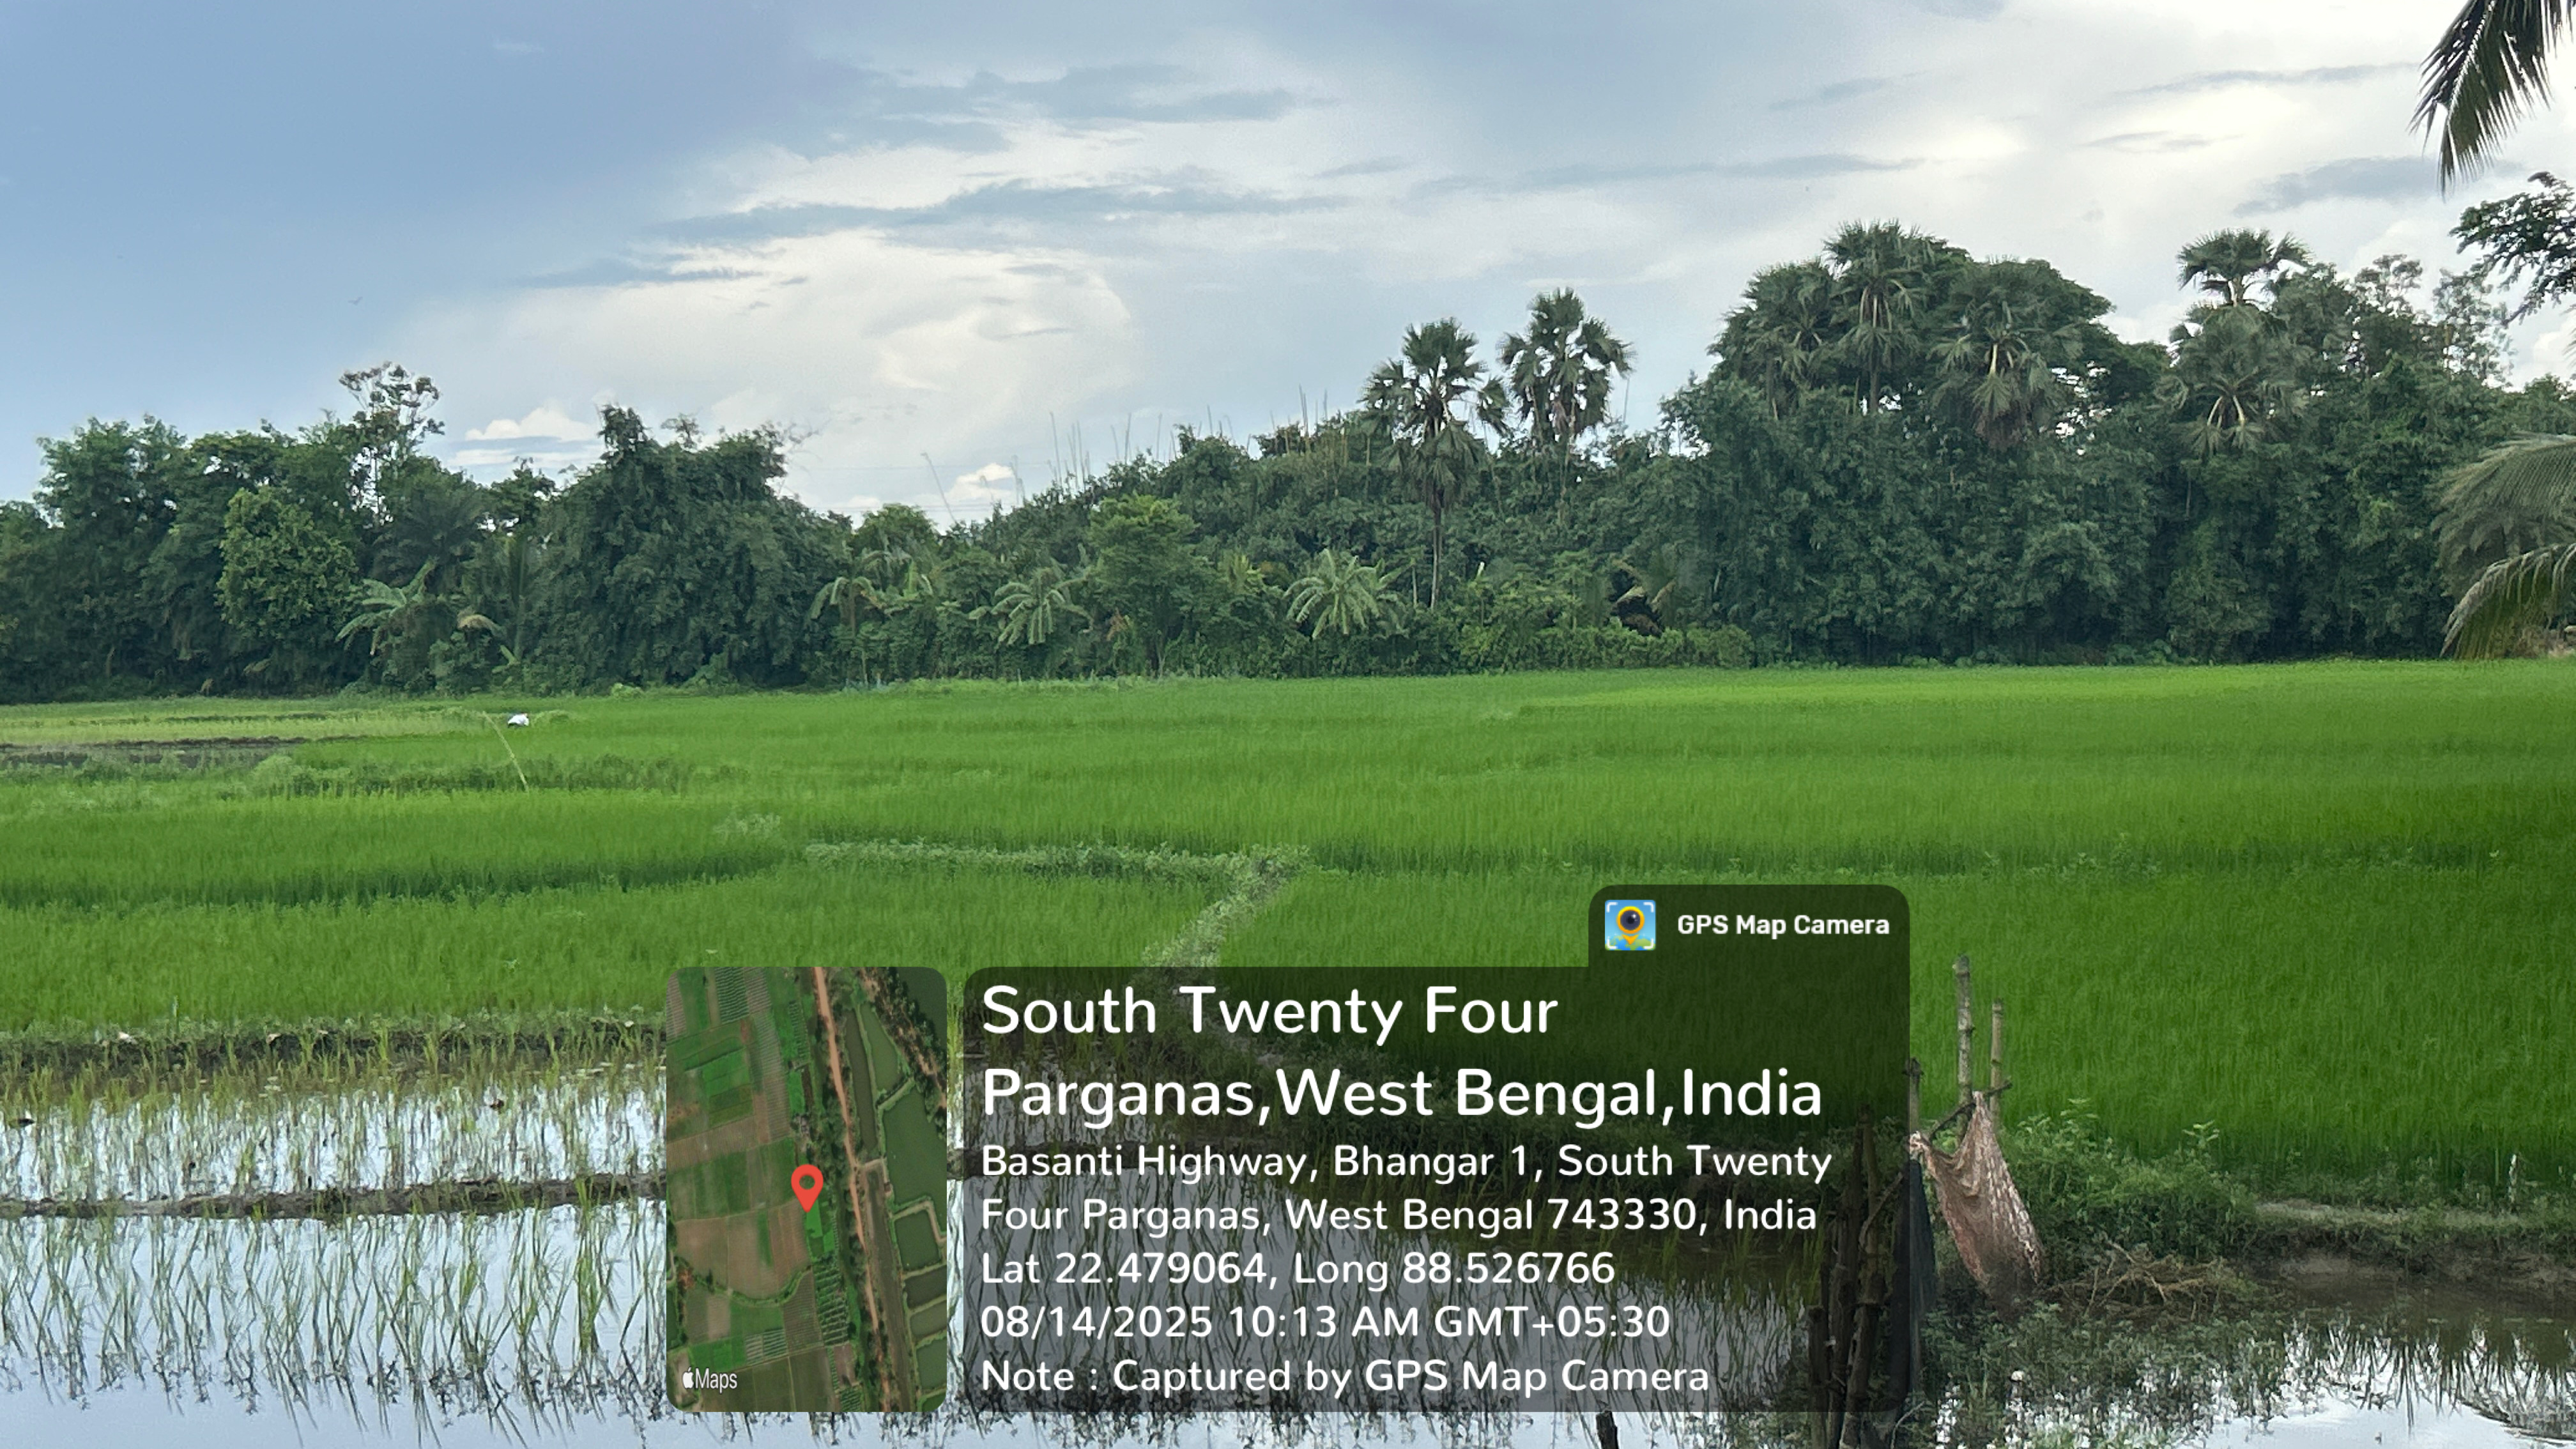 GPS Map Camera
South Twenty Four
Parganas,West Bengal,India
Basanti Highway, Bhangar 1, South Twenty
Four Parganas, West Bengal 743330, India
Lat 22.479064, Long 88.526766
08/14/2025 10:13 AM GMT+05:30
Note : Captured by GPS Map Camera
Maps